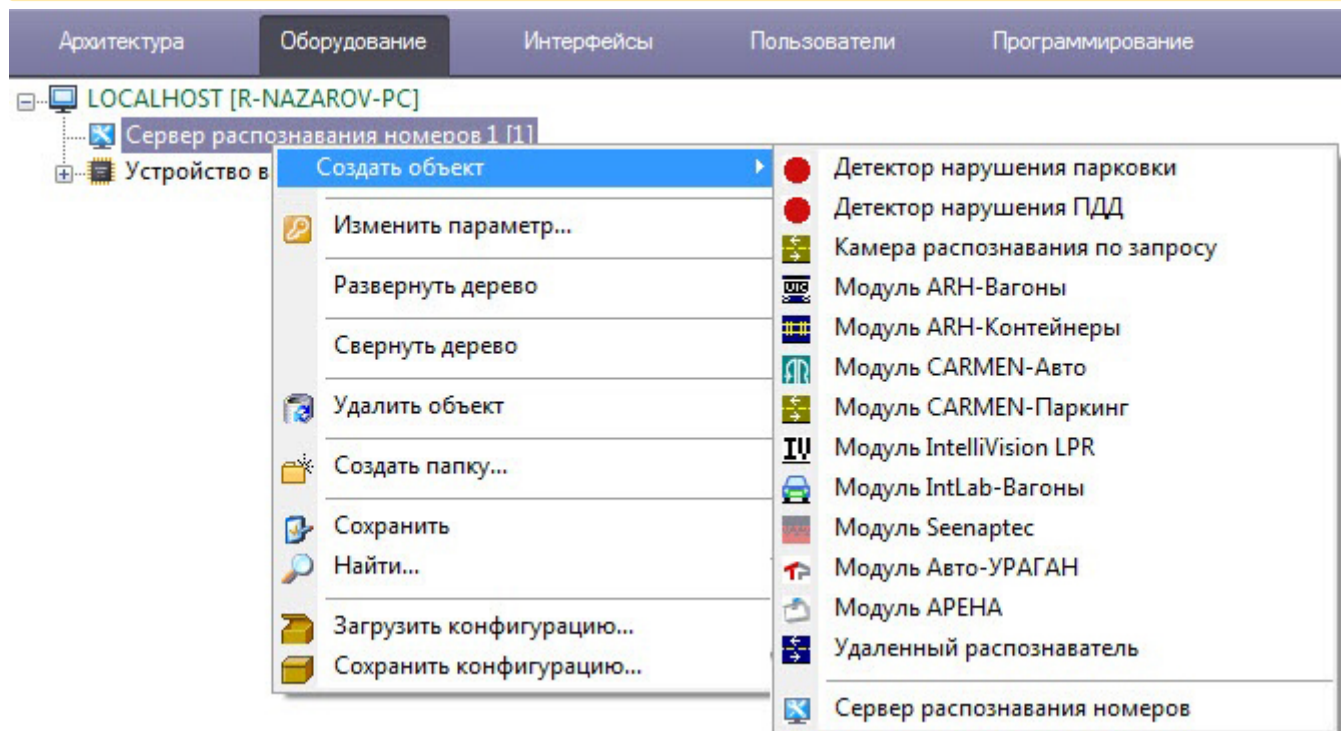 Архитектура Оборудование Интерфейсы Пользователи Программирование
LOCALHOST [R-NAZAROV-PC]
Сервер распознавания номеров 1 [1]
Устройство в
Создать объект
Изменить параметр...
Развернуть дерево
Свернуть дерево
Удалить объект
Создать папку...
Сохранить
Найти...
Загрузить конфигурацию...
Сохранить конфигурацию...
Детектор нарушения парковки
Детектор нарушения ПДД
Камера распознавания по запросу
Модуль ARH-Вагоны
Модуль ARH-Контейнеры
Модуль CARMEN-Авто
Модуль CARMEN-Паркинг
Модуль IntelliVision LPR
Модуль IntLab-Вагоны
Модуль Seenaptec
Модуль Авто-УРАГАН
Модуль АРЕНА
Удаленный распознаватель
Сервер распознавания номеров